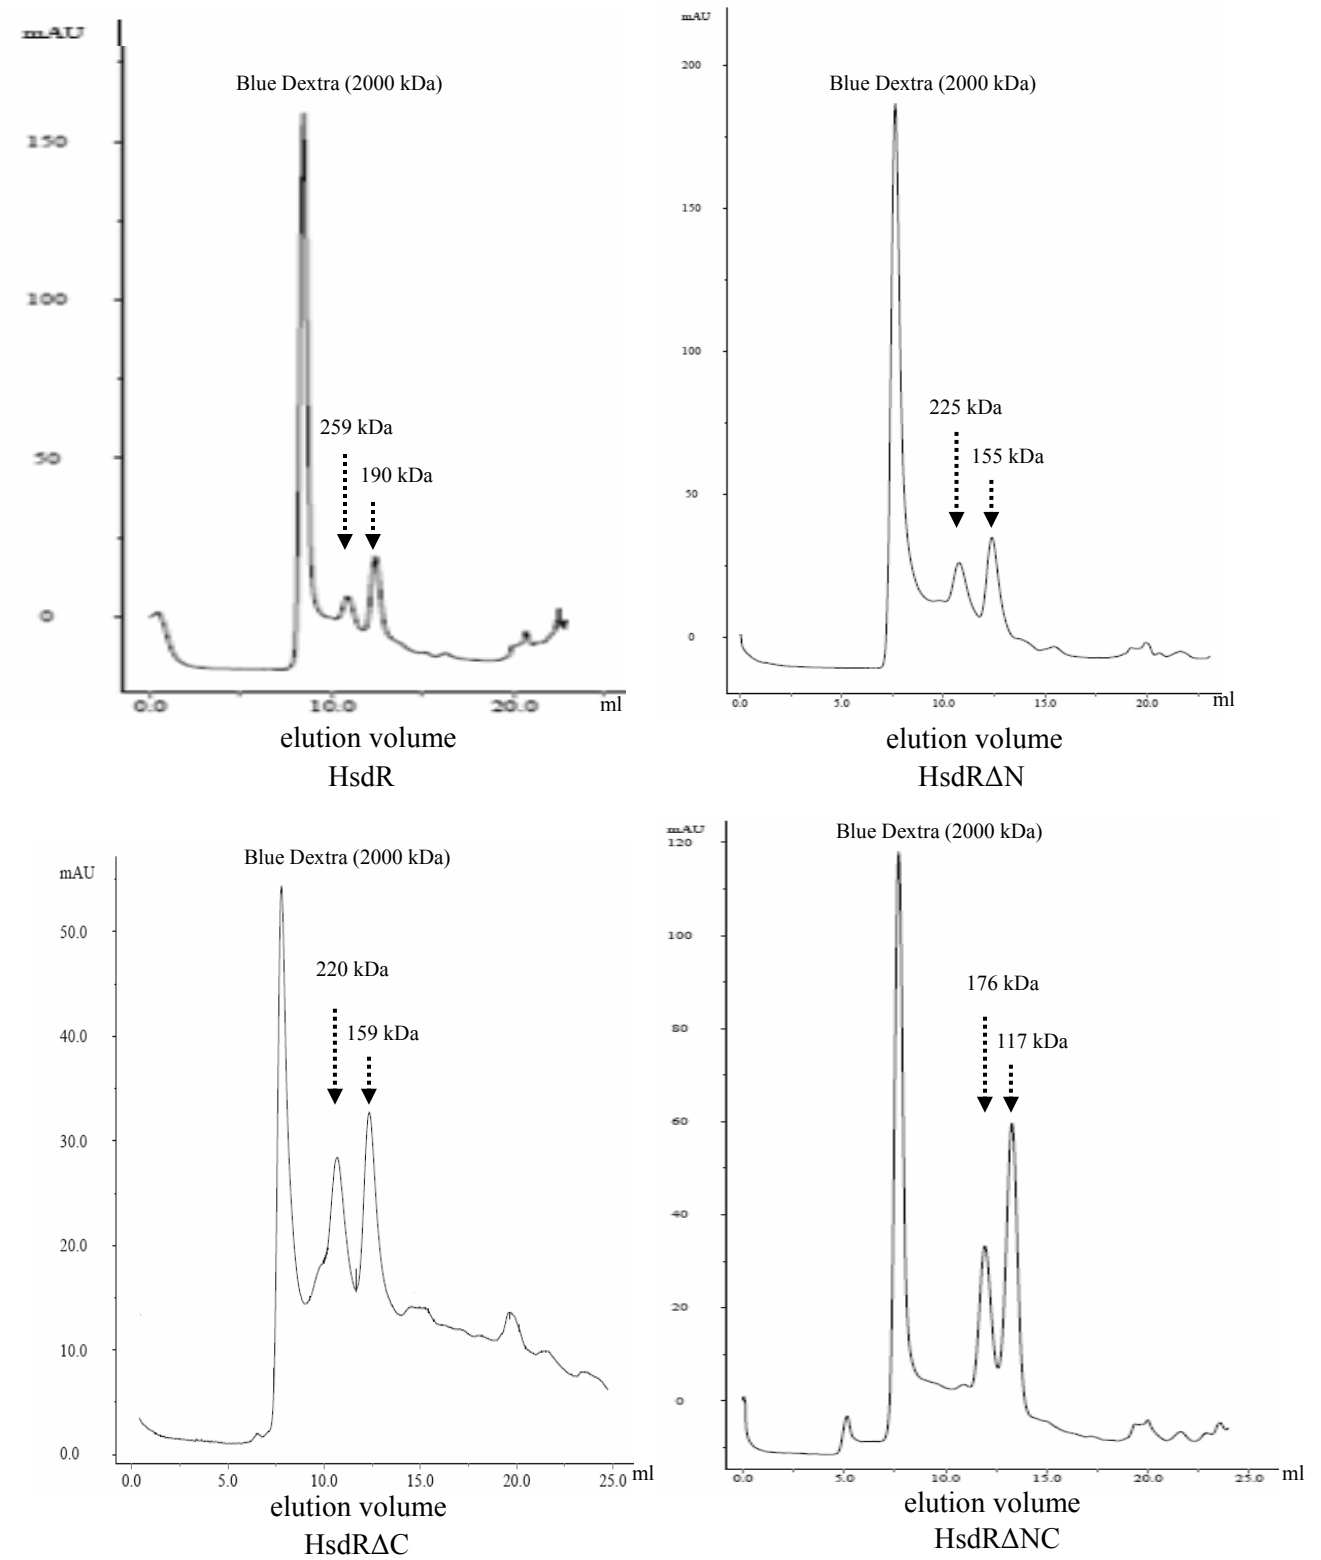 mAU
Blue Dextra (2000 kDa)
150
100
50
0
259 kDa
190 kDa
0.0 10.0 20.0 ml
elution volume
HsdR
mAU
200
Blue Dextra (2000 kDa)
150
100
50
0
225 kDa
155 kDa
0.0 5.0 10.0 15.0 20.0 ml
elution volume
HsdRΔN
Blue Dextra (2000 kDa)
mAU
50.0
40.0
30.0
20.0
10.0
0.0
220 kDa
159 kDa
0.0 5.0 10.0 15.0 20.0 25.0 ml
elution volume
HsdRΔC
mAU
Blue Dextra (2000 kDa)
120
100
80
60
40
20
0
176 kDa
117 kDa
0.0 5.0 10.0 15.0 20.0 25.0 ml
elution volume
HsdRΔNC